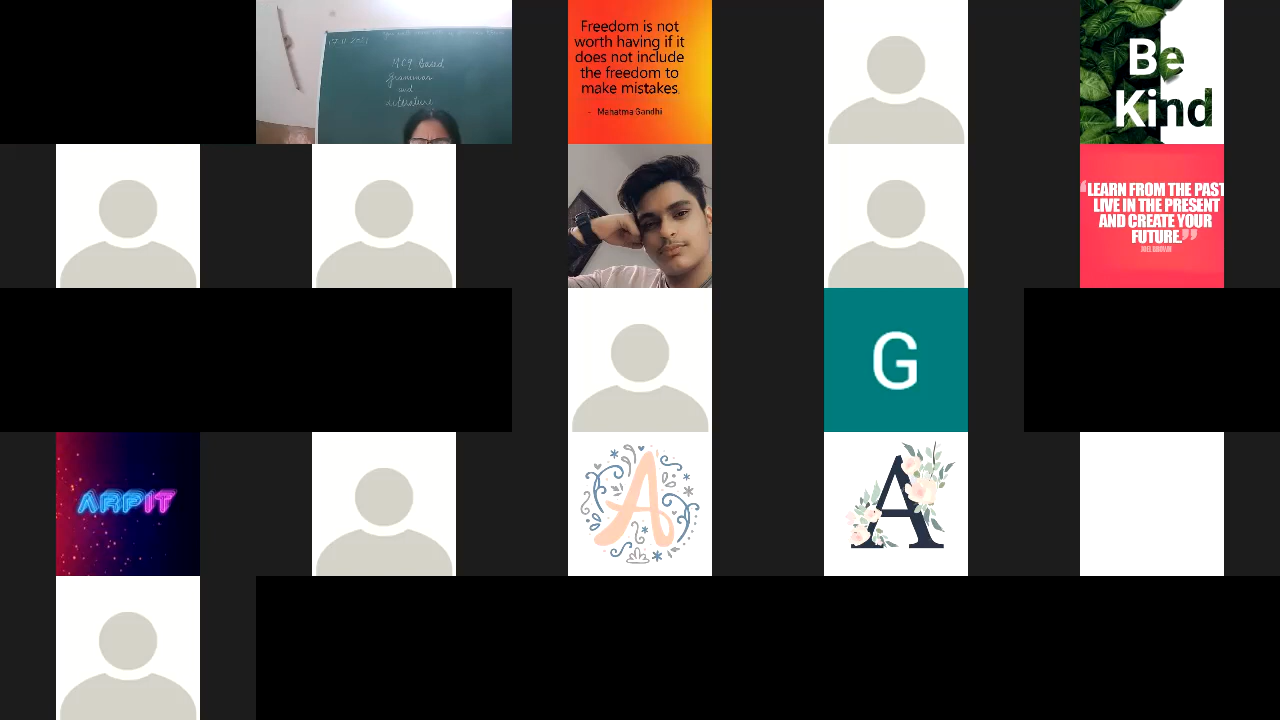 MCQ Based
grammar
and
Literature
Freedom is not
worth having if it
does not include
the freedom to
make mistakes
- Mahatma Gandhi
Be
Kind
"LEARN FROM THE PAST
LIVE IN THE PRESENT
AND CREATE YOUR
FUTURE."
G
ARPIT
A
A